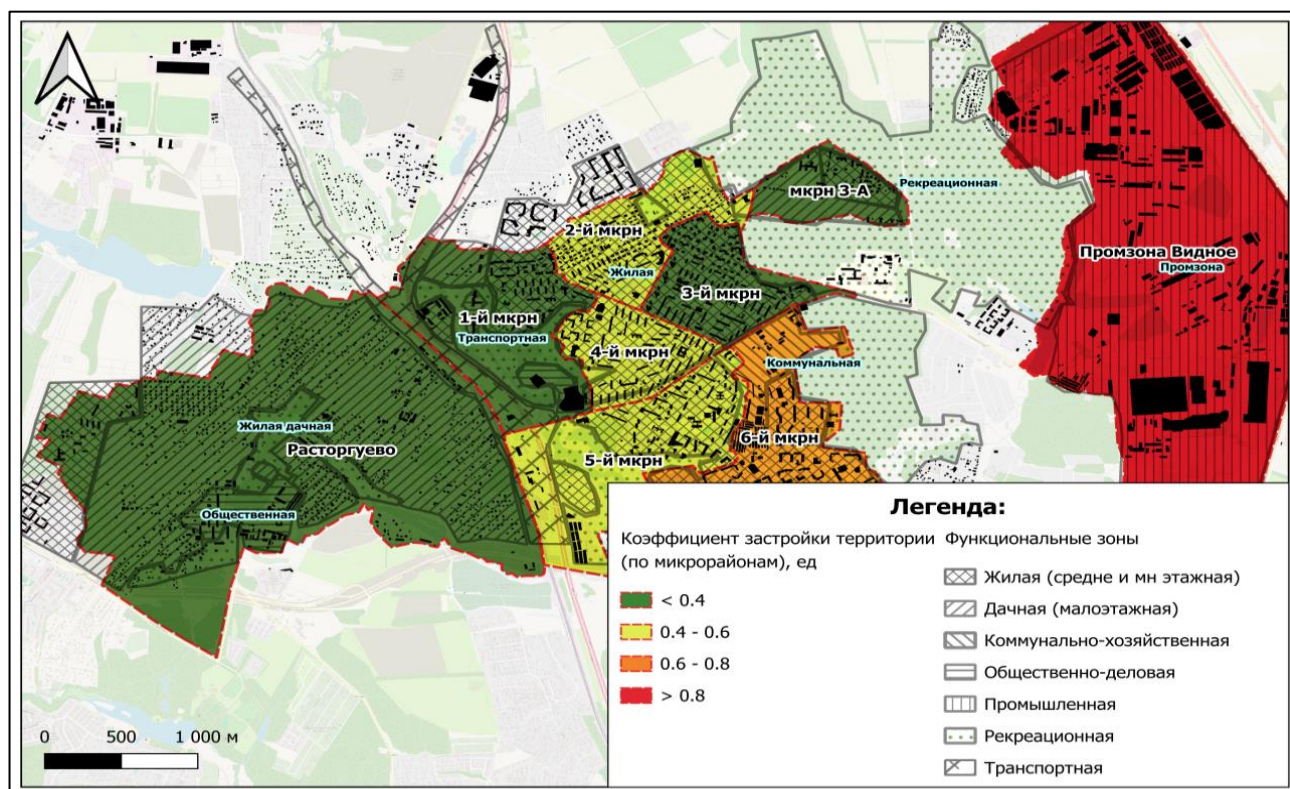 мкрн 3-А
Рекреационная
2-й мкрн
Жилая
Промзона Видное
Промзона
3-й мкрн
1-й мкрн
Транспортная
4-й мкрн
Коммунальная
Жилая дачная
Расторгуево
6-й мкрн
5-й мкрн
Общественная
Легенда:
Коэффициент застройки территории
(по микрорайонам), ед
< 0.4
0.4 - 0.6
0.6 - 0.8
> 0.8
Функциональные зоны
Жилая (средне и мн этажная)
Дачная (малоэтажная)
Коммунально-хозяйственная
Общественно-деловая
Промышленная
Рекреационная
Транспортная
0 500 1 000 м